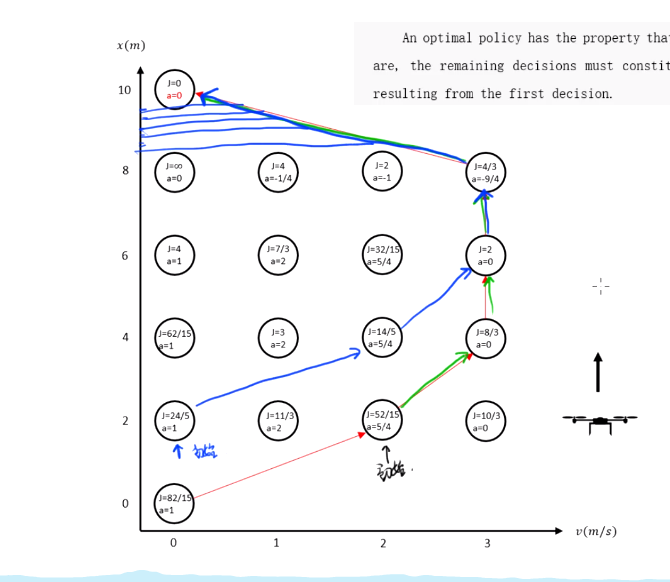 An optimal policy has the property tha
are, the remaining decisions must constit
resulting from the first decision.
x(m)
10
J=0
a=0
8
J=∞
a=0
J=4
a=-1/4
J=2
a=-1
J=4/3
a=-9/4
6
J=4
a=1
J=7/3
a=2
J=32/15
a=5/4
J=2
a=0
4
J=62/15
a=1
J=3
a=2
J=14/5
a=5/4
J=8/3
a=0
2
J=24/5
a=1
J=11/3
a=2
J=52/15
a=5/4
J=10/3
a=0
初始
初始
0
J=82/15
a=1
0
1
2
3
v(m/s)